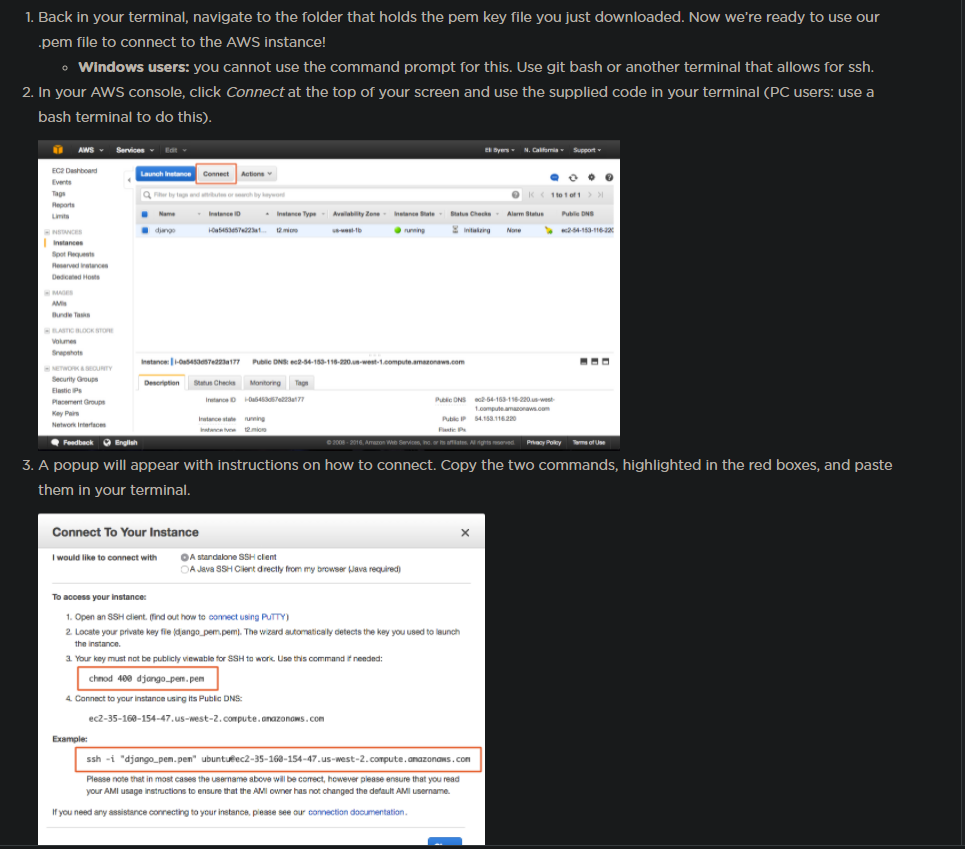 1. Back in your terminal, navigate to the folder that holds the pem key file you just downloaded. Now we're ready to use our
.pem file to connect to the AWS instance!
Windows users: you cannot use the command prompt for this. Use git bash or another terminal that allows for ssh.
2. In your AWS console, click Connect at the top of your screen and use the supplied code in your terminal (PC users: use a
bash terminal to do this).
AWS Services Edit Eli Byers N. California Support
EC2 Dashboard
Events
Tags
Reports
Limits
INSTANCES
Instances
Spot Requests
Reserved Instances
Dedicated Hosts
IMAGES
AMIs
Bundle Tasks
ELASTIC BLOCK STORE
Volumes
Snapshots
NETWORK & SECURITY
Security Groups
Elastic IPs
Placement Groups
Key Pairs
Network Interfaces
Launch Instance Connect Actions
Filter by tags and attributes or search by keyword 1 to 1 of 1
Name Instance ID Instance Type Availability Zone Instance State Status Checks Alarm Status Public DNS
django i-0a5453d57e223a1... t2.micro us-west-1b running Initializing None ec2-54-153-116-220
Instance: i-0a5453d57e223a177 Public DNS: ec2-54-153-116-220.us-west-1.compute.amazonaws.com
Description Status Checks Monitoring Tags
Instance ID i-0a5453d57e223a177 Public DNS ec2-54-153-116-220.us-west-
1.compute.amazonaws.com
Instance state running Public IP 54.153.116.220
Instance type t2.micro Elastic IPs
Feedback English © 2008 - 2016, Amazon Web Services, Inc. or its affiliates. All rights reserved. Privacy Policy Terms of Use
3. A popup will appear with instructions on how to connect. Copy the two commands, highlighted in the red boxes, and paste
them in your terminal.
Connect To Your Instance
I would like to connect with A standalone SSH client
A Java SSH Client directly from my browser (Java required)
To access your instance:
1. Open an SSH client. (find out how to connect using PuTTY)
2. Locate your private key file (django_pem.pem). The wizard automatically detects the key you used to launch
the instance.
3. Your key must not be publicly viewable for SSH to work. Use this command if needed:
chmod 400 django_pem.pem
4. Connect to your instance using its Public DNS:
ec2-35-160-154-47.us-west-2.compute.amazonaws.com
Example:
ssh -i "django_pem.pem" ubuntu@ec2-35-160-154-47.us-west-2.compute.amazonaws.com
Please note that in most cases the username above will be correct, however please ensure that you read
your AMI usage instructions to ensure that the AMI owner has not changed the default AMI username.
If you need any assistance connecting to your instance, please see our connection documentation.